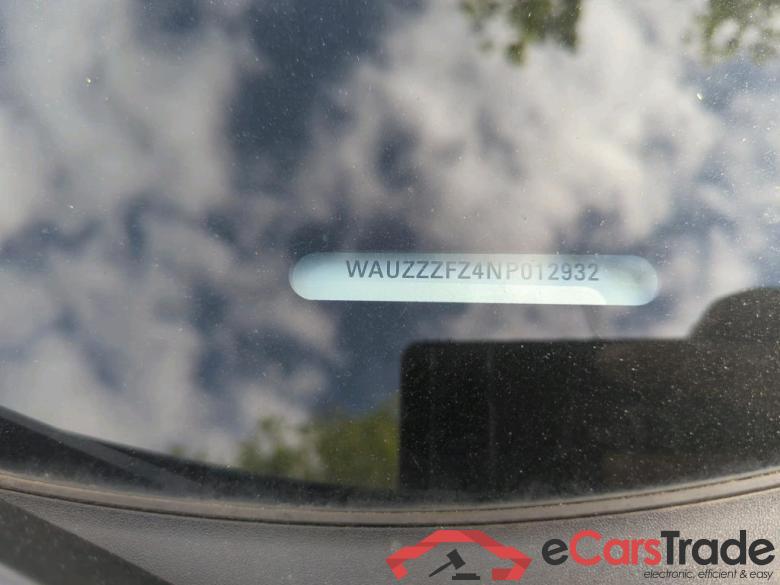 WAUZZZFZ4NP012932
eCarsTrade
electronic, efficient & easy